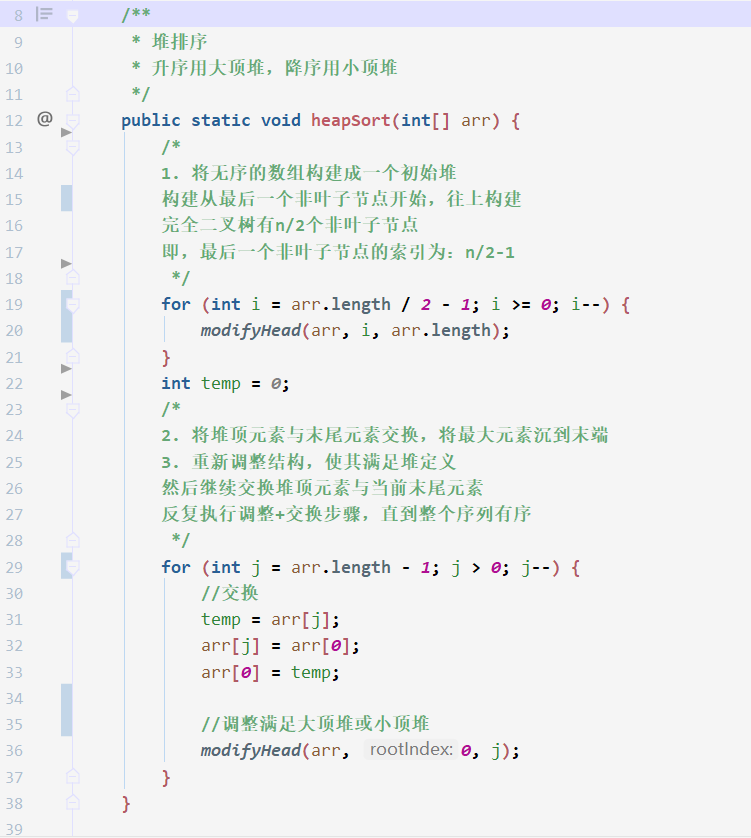 8 /**
9 * 堆排序
10 * 升序用大顶堆，降序用小顶堆
11 */
12 @ public static void heapSort(int[] arr) {
13 /*
14 1. 将无序的数组构建成一个初始堆
15 构建从最后一个非叶子节点开始，往上构建
16 完全二叉树有n/2个非叶子节点
17 即，最后一个非叶子节点的索引为：n/2-1
18 */
19 for (int i = arr.length / 2 - 1; i >= 0; i--) {
20 modifyHead(arr, i, arr.length);
21 }
22 int temp = 0;
23 /*
24 2. 将堆顶元素与末尾元素交换，将最大元素沉到末端
25 3. 重新调整结构，使其满足堆定义
26 然后继续交换堆顶元素与当前末尾元素
27 反复执行调整+交换步骤，直到整个序列有序
28 */
29 for (int j = arr.length - 1; j > 0; j--) {
30 //交换
31 temp = arr[j];
32 arr[j] = arr[0];
33 arr[0] = temp;
34
35 //调整满足大顶堆或小顶堆
36 modifyHead(arr, rootIndex: 0, j);
37 }
38 }
39